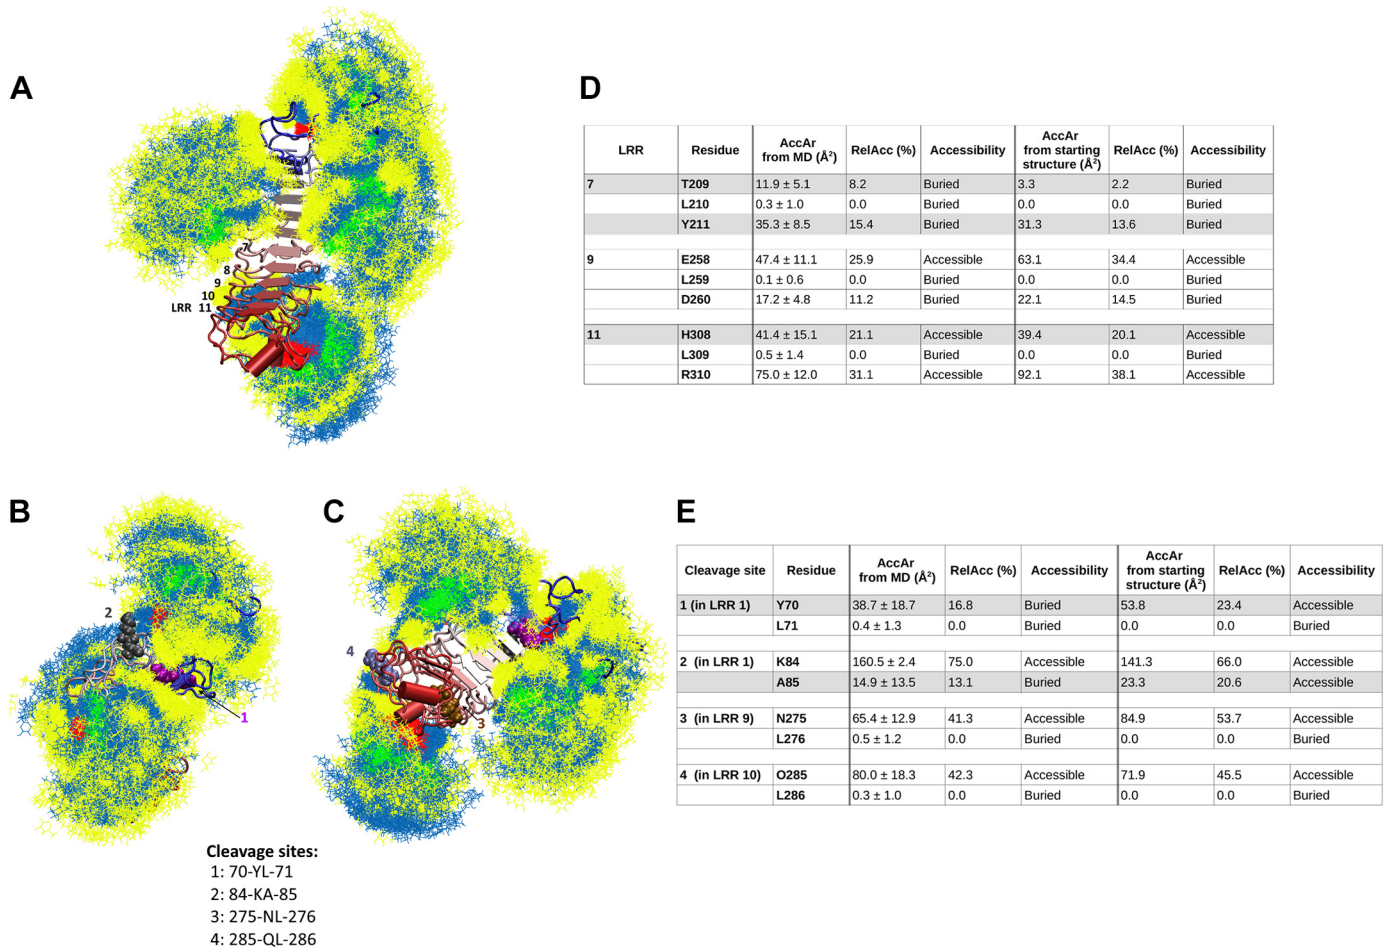 A
7
8
9
10
LRR 11
D
LRR Residue AccAr from MD (Å²) RelAcc (%) Accessibility AccAr from starting structure (Å²) RelAcc (%) Accessibility
7 T209 11.9 ± 5.1 8.2 Buried 3.3 2.2 Buried
L210 0.3 ± 1.0 0.0 Buried 0.0 0.0 Buried
Y211 35.3 ± 8.5 15.4 Buried 31.3 13.6 Buried
9 E258 47.4 ± 11.1 25.9 Accessible 63.1 34.4 Accessible
L259 0.1 ± 0.6 0.0 Buried 0.0 0.0 Buried
D260 17.2 ± 4.8 11.2 Buried 22.1 14.5 Buried
11 H308 41.4 ± 15.1 21.1 Accessible 39.4 20.1 Accessible
L309 0.5 ± 1.4 0.0 Buried 0.0 0.0 Buried
R310 75.0 ± 12.0 31.1 Accessible 92.1 38.1 Accessible
B
2
1
C
4
3
Cleavage sites:
1: 70-YL-71
2: 84-KA-85
3: 275-NL-276
4: 285-QL-286
E
Cleavage site Residue AccAr from MD (Å²) RelAcc (%) Accessibility AccAr from starting structure (Å²) RelAcc (%) Accessibility
1 (in LRR 1) Y70 38.7 ± 18.7 16.8 Buried 53.8 23.4 Accessible
L71 0.4 ± 1.3 0.0 Buried 0.0 0.0 Buried
2 (in LRR 1) K84 160.5 ± 2.4 75.0 Accessible 141.3 66.0 Accessible
A85 14.9 ± 13.5 13.1 Buried 23.3 20.6 Accessible
3 (in LRR 9) N275 65.4 ± 12.9 41.3 Accessible 84.9 53.7 Accessible
L276 0.5 ± 1.2 0.0 Buried 0.0 0.0 Buried
4 (in LRR 10) O285 80.0 ± 18.3 42.3 Accessible 71.9 45.5 Accessible
L286 0.3 ± 1.0 0.0 Buried 0.0 0.0 Buried